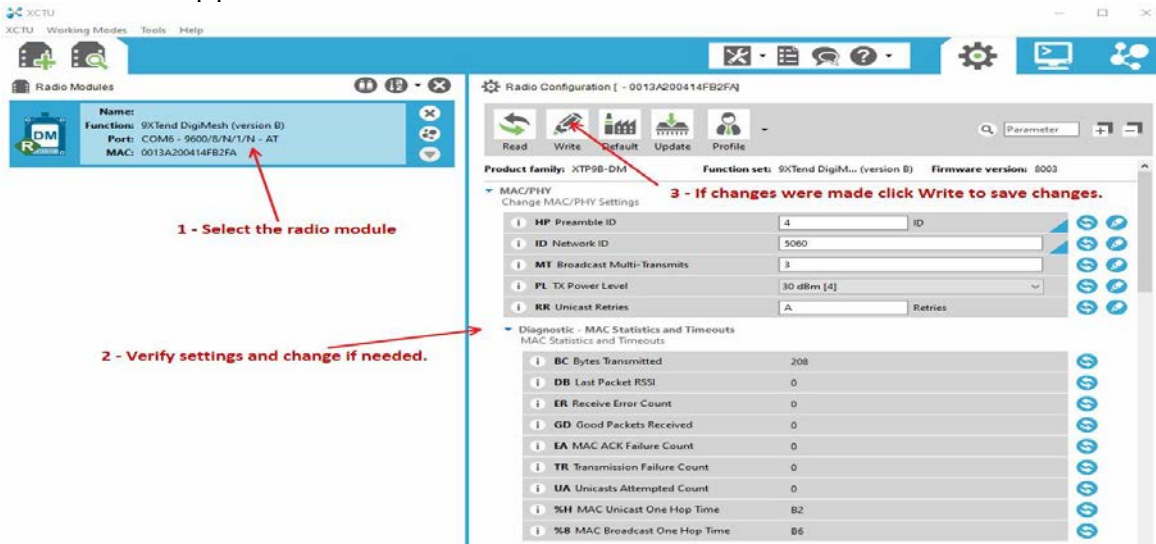 XCTU
XCTU Working Modes Tools Help
Radio Modules
Name:
Function: 9XTend DigiMesh (version B)
Port: COM6 - 9600/8/N/1/N - AT
MAC: 0013A200414FB2FA
DM
R
1 - Select the radio module
2 - Verify settings and change if needed.
Radio Configuration [ - 0013A200414FB2FA]
Read Write Default Update Profile
Parameter
Product family: XTP9B-DM Function set: 9XTend DigiM... (version B) Firmware version: 8003
3 - If changes were made click Write to save changes.
MAC/PHY
Change MAC/PHY Settings
i HP Preamble ID 4 ID
i ID Network ID 5060
i MT Broadcast Multi-Transmits 3
i PL TX Power Level 30 dBm [4]
i RR Unicast Retries A Retries
Diagnostic - MAC Statistics and Timeouts
MAC Statistics and Timeouts
i BC Bytes Transmitted 208
i DB Last Packet RSSI 0
i ER Receive Error Count 0
i GD Good Packets Received 0
i EA MAC ACK Failure Count 0
i TR Transmission Failure Count 0
i UA Unicasts Attempted Count 0
i %H MAC Unicast One Hop Time B2
i %8 MAC Broadcast One Hop Time B6